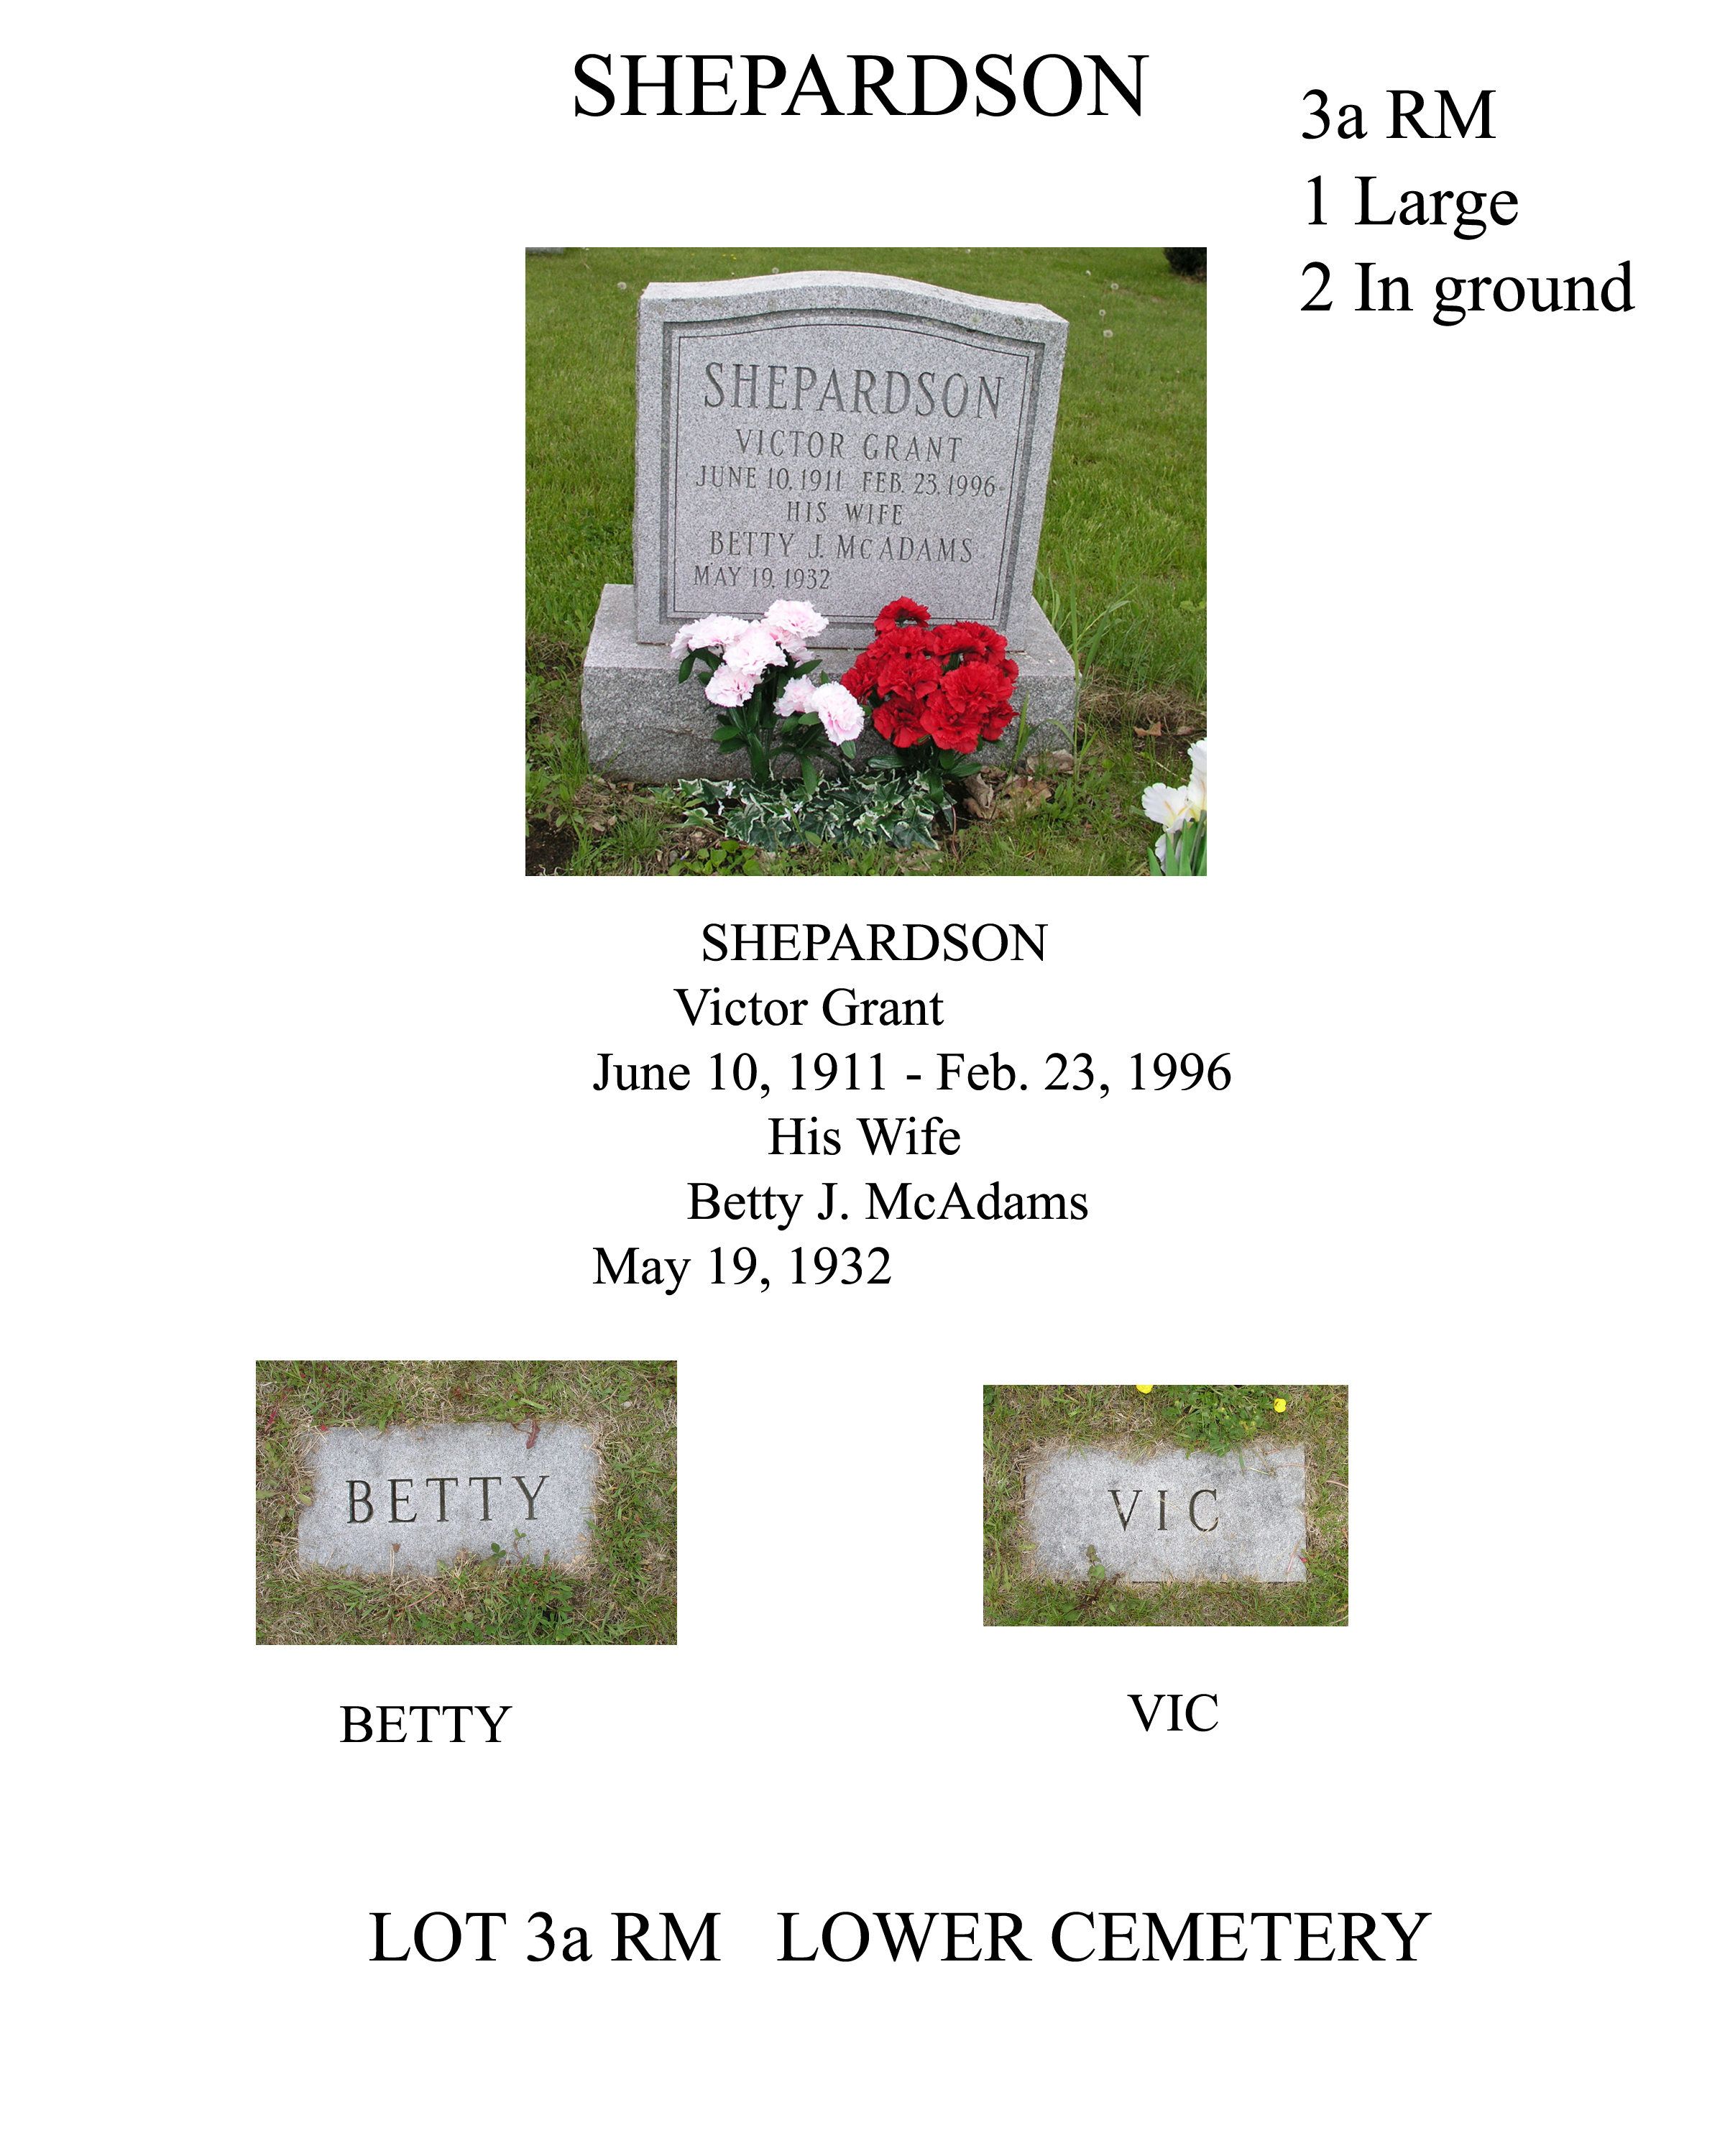 SHEPARDSON
3a RM
1 Large
2 In ground
SHEPARDSON
VICTOR GRANT
JUNE 10, 1911 FEB. 23, 1996
HIS WIFE
BETTY J. McADAMS
MAY 19, 1932
SHEPARDSON
Victor Grant
June 10, 1911 - Feb. 23, 1996
His Wife
Betty J. McAdams
May 19, 1932
BETTY
VIC
BETTY
VIC
LOT 3a RM LOWER CEMETERY